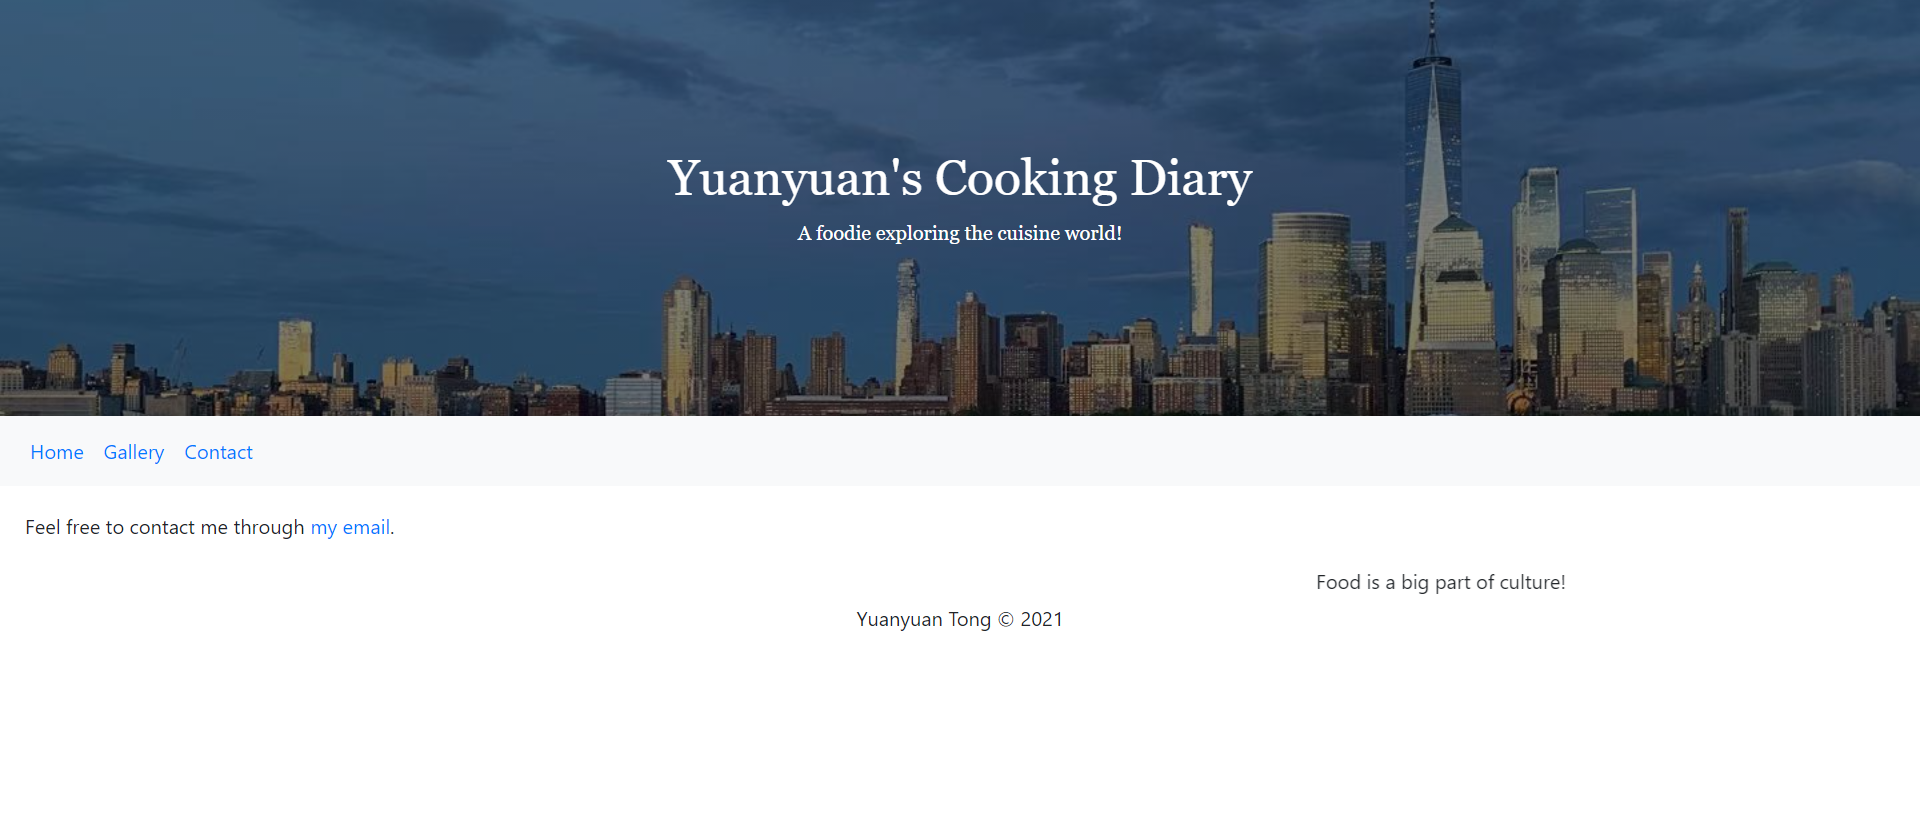 Yuanyuan's Cooking Diary
A foodie exploring the cuisine world!
Home Gallery Contact
Feel free to contact me through my email.
Food is a big part of culture!
Yuanyuan Tong © 2021